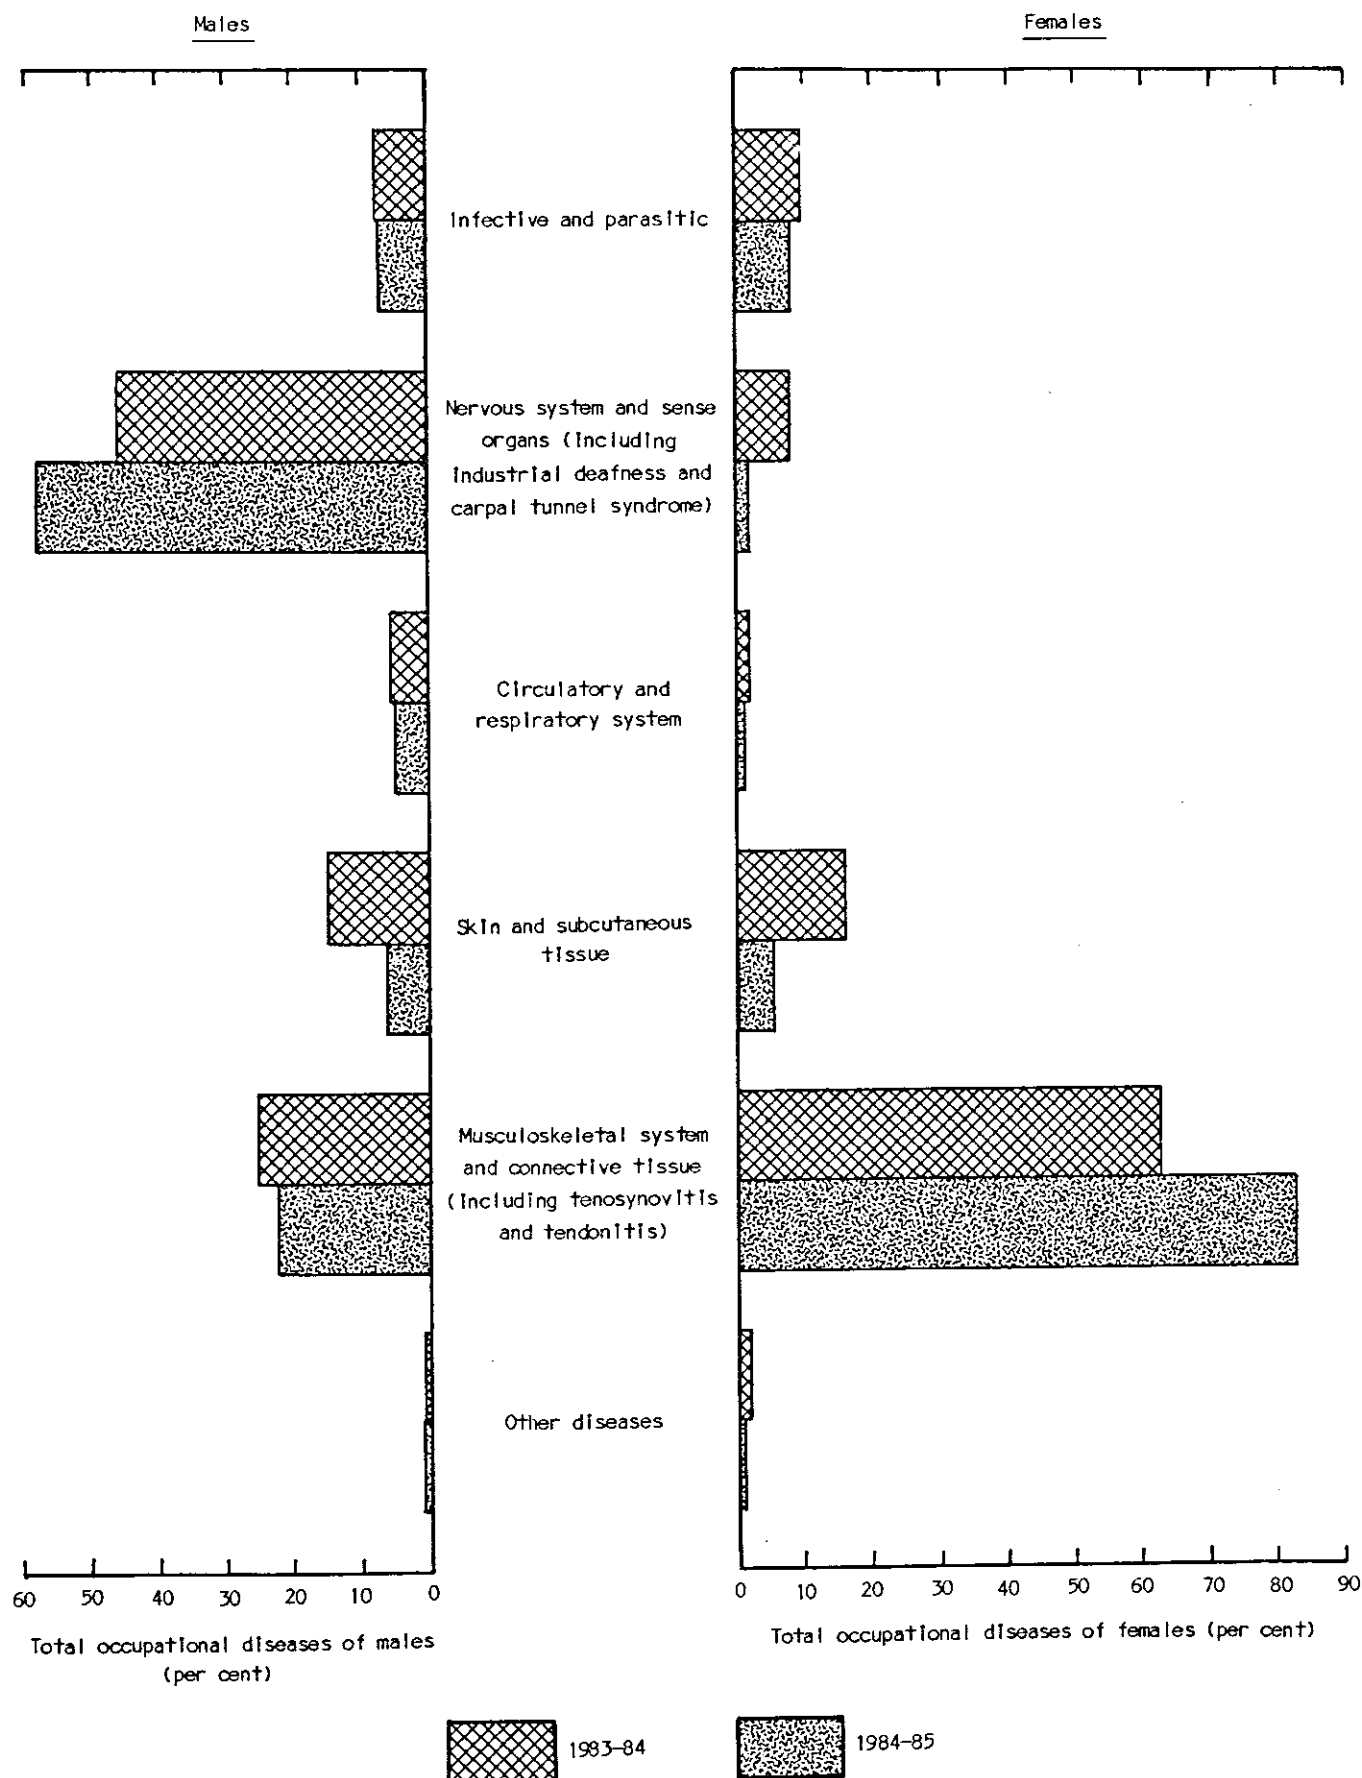 Males
Females
Infective and parasitic
Nervous system and sense
organs (including
industrial deafness and
carpal tunnel syndrome)
Circulatory and
respiratory system
Skin and subcutaneous
tissue
Musculoskeletal system
and connective tissue
(including tenosynovitis
and tendonitis)
Other diseases
60 50 40 30 20 10 0
0 10 20 30 40 50 60 70 80 90
Total occupational diseases of males
(per cent)
Total occupational diseases of females (per cent)
1983-84
1984-85